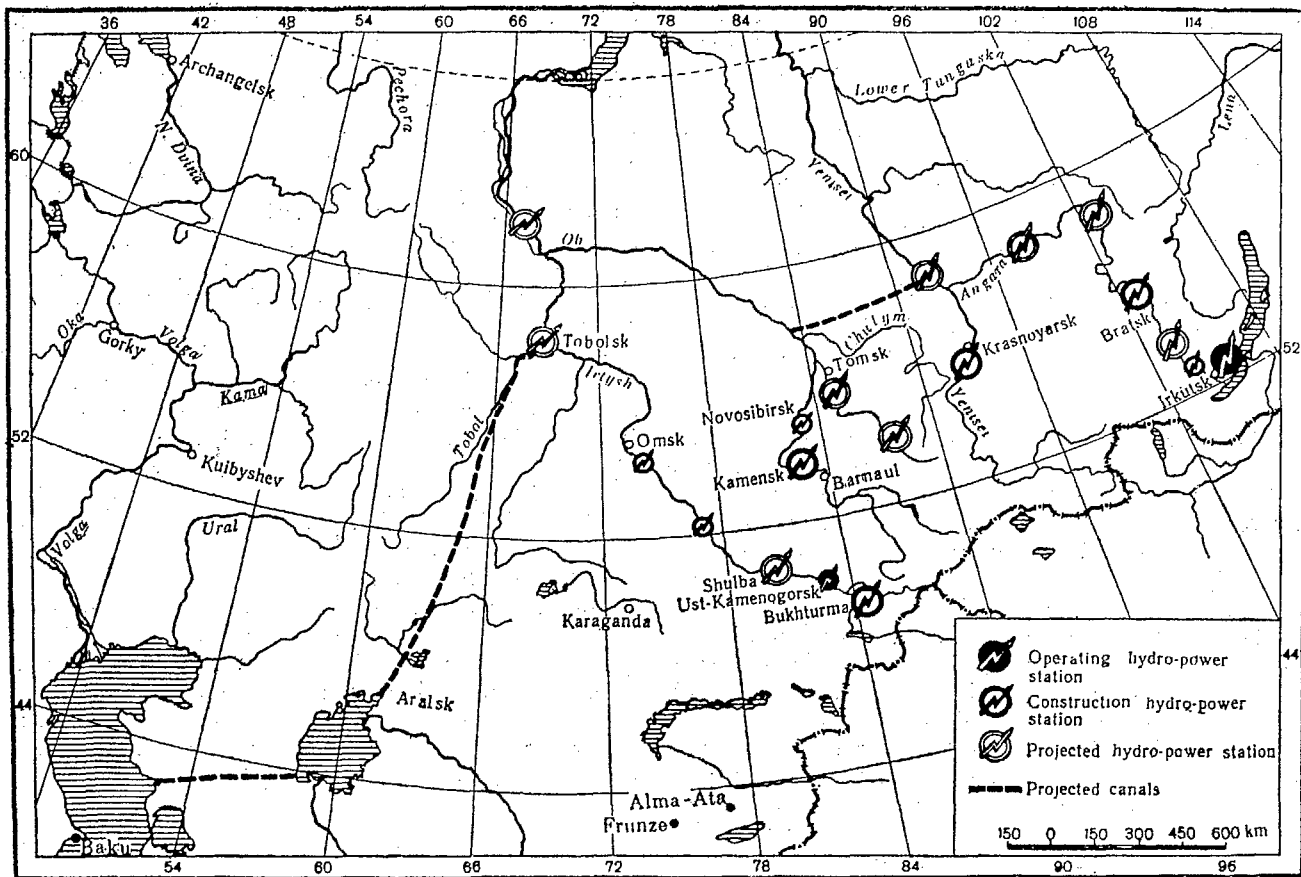 36 42 48 54 60 66 72 78 84 90 96 102 108 114
Archangelsk
Pechora
Lower Tungaska
Lena
N. Dvina
60
Yenisei
Ob
Angara
Oka
Gorky
Volga
Tobolsk
Chulym
Krasnoyarsk
Bratsk
52
Irtysh
Tomsk
Kama
Irkutsk
Novosibirsk
Yenisei
52
Tobol
Omsk
Kuibyshev
Kamensk
Barnaul
Volga
Ural
Shulba
Ust-Kamenogorsk
Bukhturma
Karaganda
44
Operating hydro-power
station
Aralsk
44
Construction hydro-power
station
Projected hydro-power station
Projected canals
Alma-Ata
Frunze
150 0 150 300 450 600 km
Baku
54 60 66 72 78 84 90 96